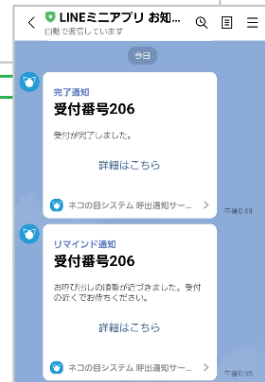 LINEミニアプリ お知...
自動で返信しています
今日
完了通知
受付番号206
受付が完了しました。
詳細はこちら
ネコの目システム 呼出通知サー...
午後0:49
リマインド通知
受付番号206
お呼び出しの順番が近づきました。受付
の近くでお待ちください。
詳細はこちら
ネコの目システム 呼出通知サー...
午後0:56